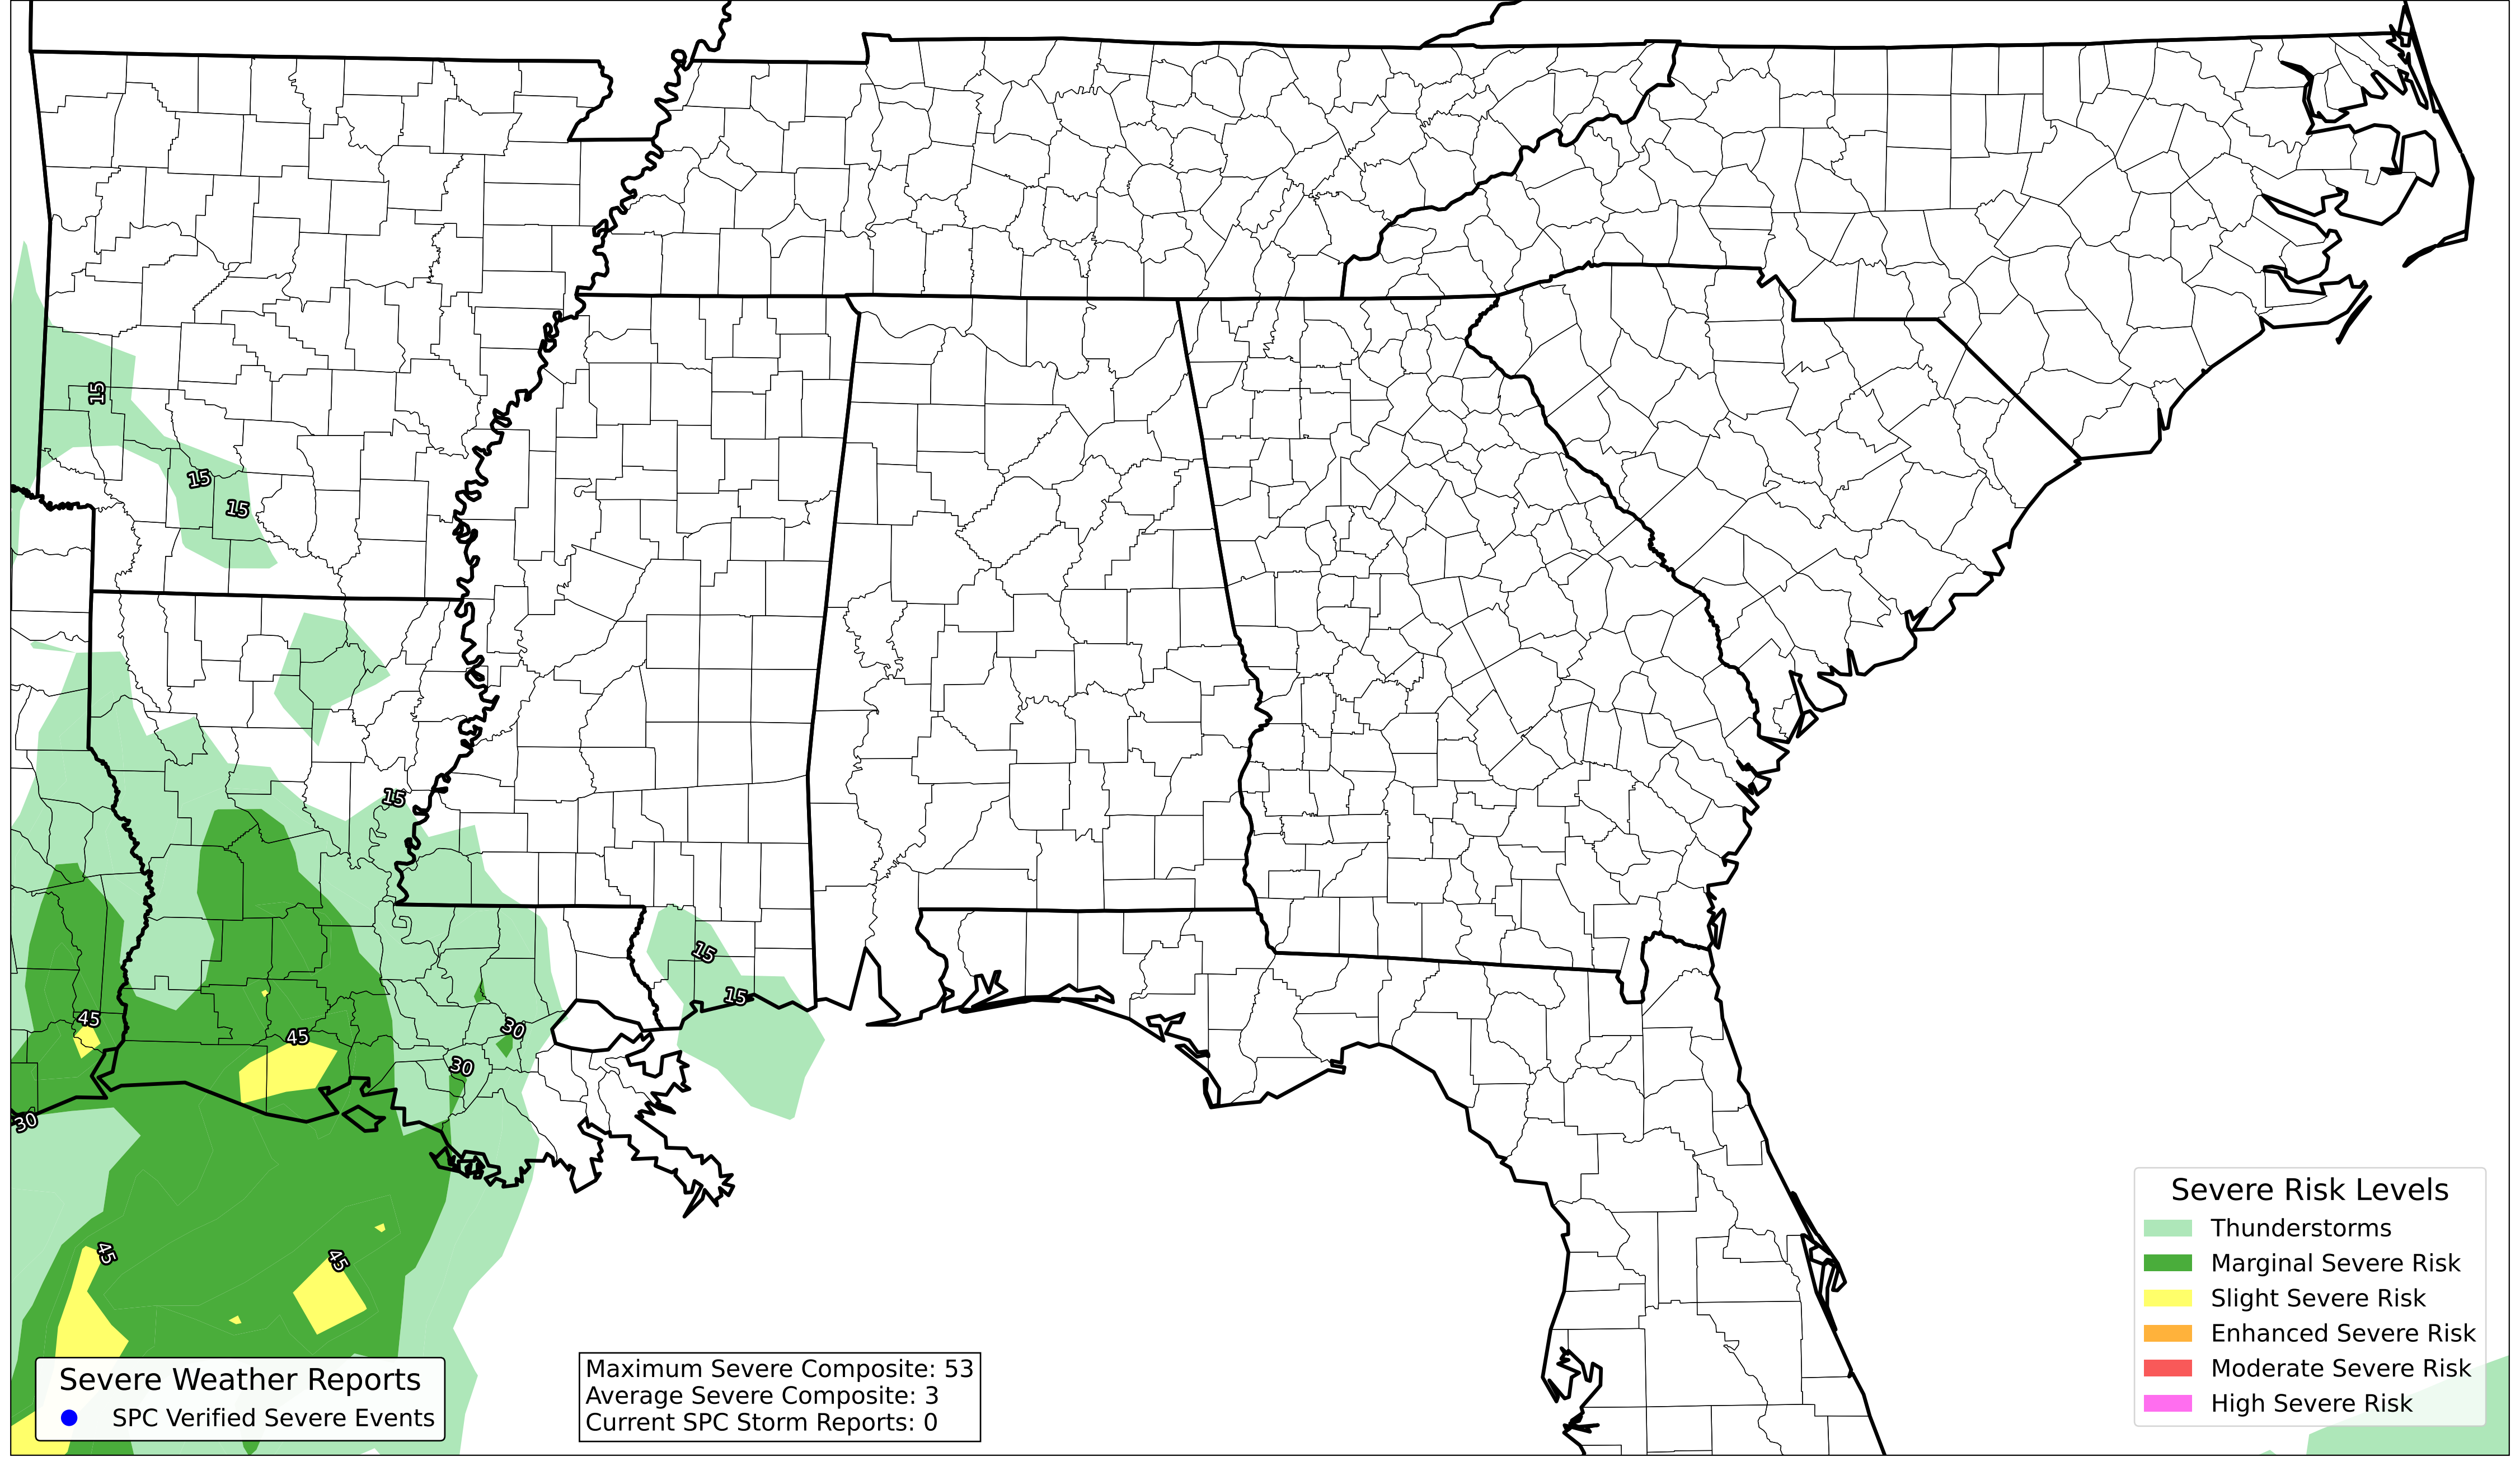 15
15
15
15
15
15
45
30
45
30
30
45
45
Severe Weather Reports
SPC Verified Severe Events
Maximum Severe Composite: 53
Average Severe Composite: 3
Current SPC Storm Reports: 0
Severe Risk Levels
Thunderstorms
Marginal Severe Risk
Slight Severe Risk
Enhanced Severe Risk
Moderate Severe Risk
High Severe Risk